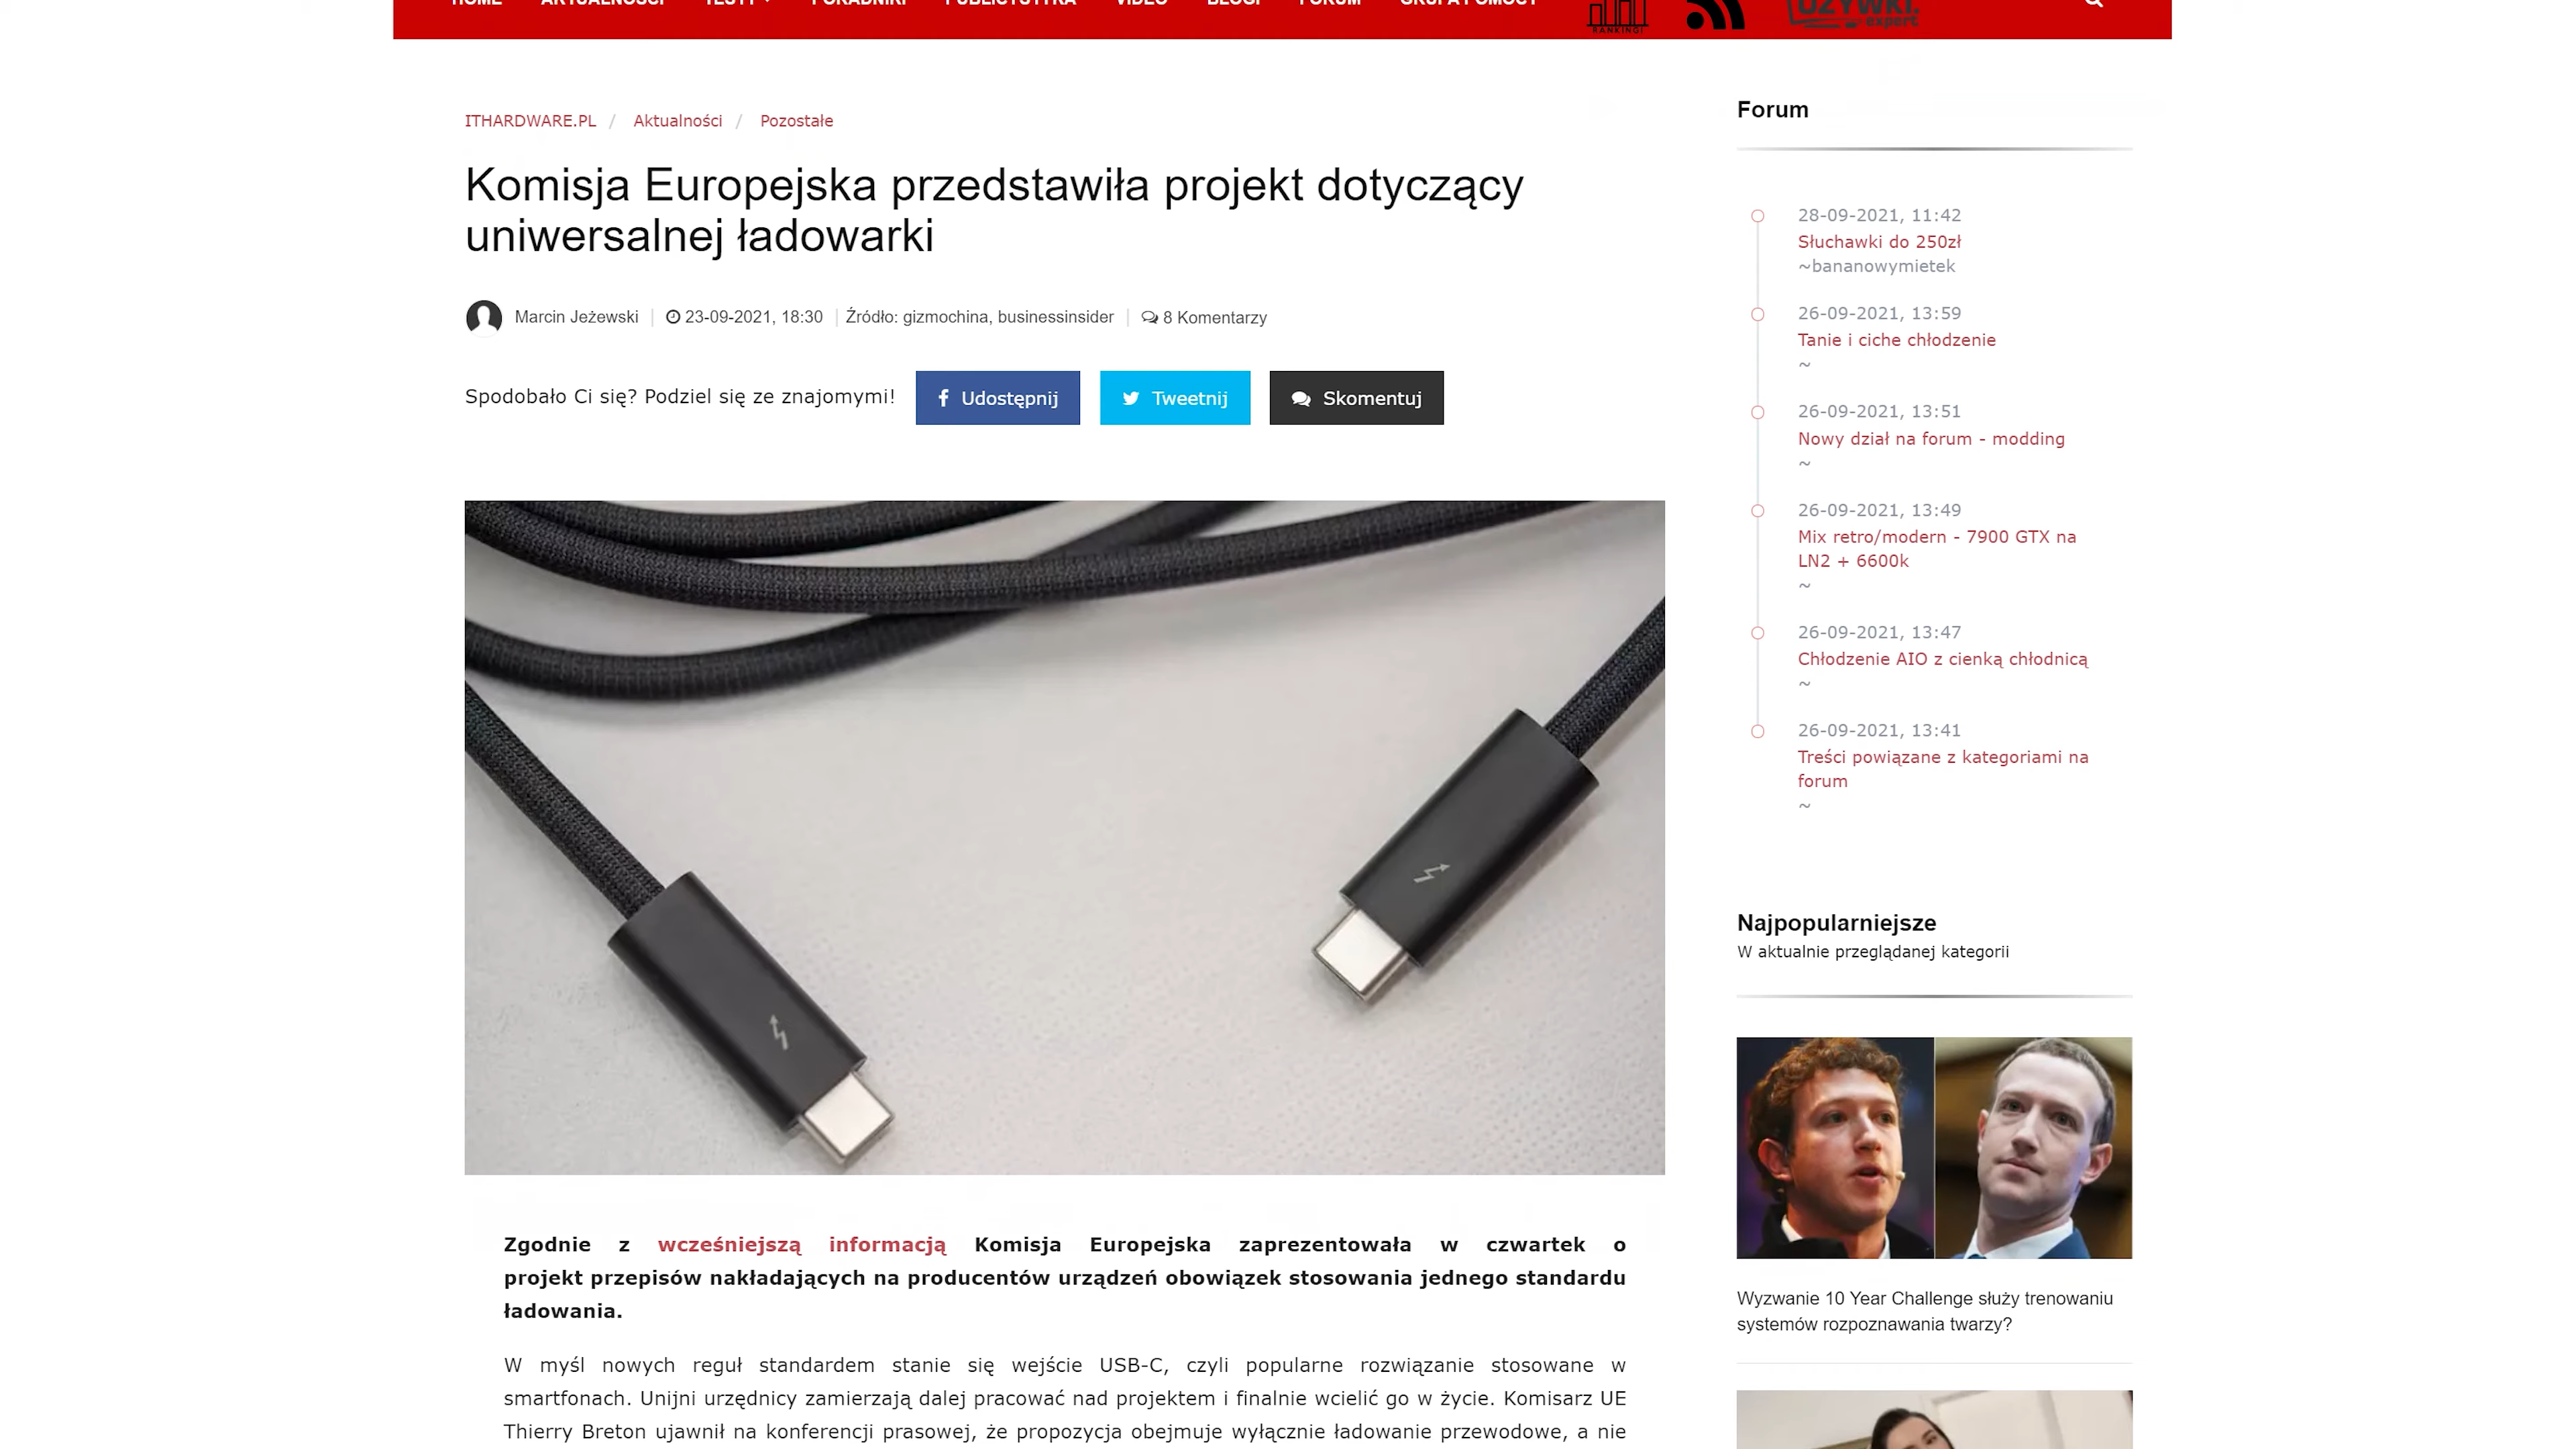 HOME AKTUALNOŚCI TESTY PORADNIKI PUBLICYSTYKA VIDEO BLOGI FORUM GRUPA POMOCY
RANKINGI
UŻYWKI.
expert
ITHARDWARE.PL / Aktualności / Pozostałe
Komisja Europejska przedstawiła projekt dotyczący
uniwersalnej ładowarki
Marcin Jeżewski | 23-09-2021, 18:30 | Źródło: gizmochina, businessinsider | 8 Komentarzy
Spodobało Ci się? Podziel się ze znajomymi! Udostępnij Tweetnij Skomentuj
Zgodnie z wcześniejszą informacją Komisja Europejska zaprezentowała w czwartek o
projekt przepisów nakładających na producentów urządzeń obowiązek stosowania jednego standardu
ładowania.
W myśl nowych reguł standardem stanie się wejście USB-C, czyli popularne rozwiązanie stosowane w
smartfonach. Unijni urzędnicy zamierzają dalej pracować nad projektem i finalnie wcielić go w życie. Komisarz UE
Thierry Breton ujawnił na konferencji prasowej, że propozycja obejmuje wyłącznie ładowanie przewodowe, a nie
Forum
28-09-2021, 11:42
Słuchawki do 250zł
~bananowymietek
26-09-2021, 13:59
Tanie i ciche chłodzenie
~
26-09-2021, 13:51
Nowy dział na forum - modding
~
26-09-2021, 13:49
Mix retro/modern - 7900 GTX na
LN2 + 6600k
~
26-09-2021, 13:47
Chłodzenie AIO z cienką chłodnicą
~
26-09-2021, 13:41
Treści powiązane z kategoriami na
forum
~
Najpopularniejsze
W aktualnie przeglądanej kategorii
Wyzwanie 10 Year Challenge służy trenowaniu
systemów rozpoznawania twarzy?